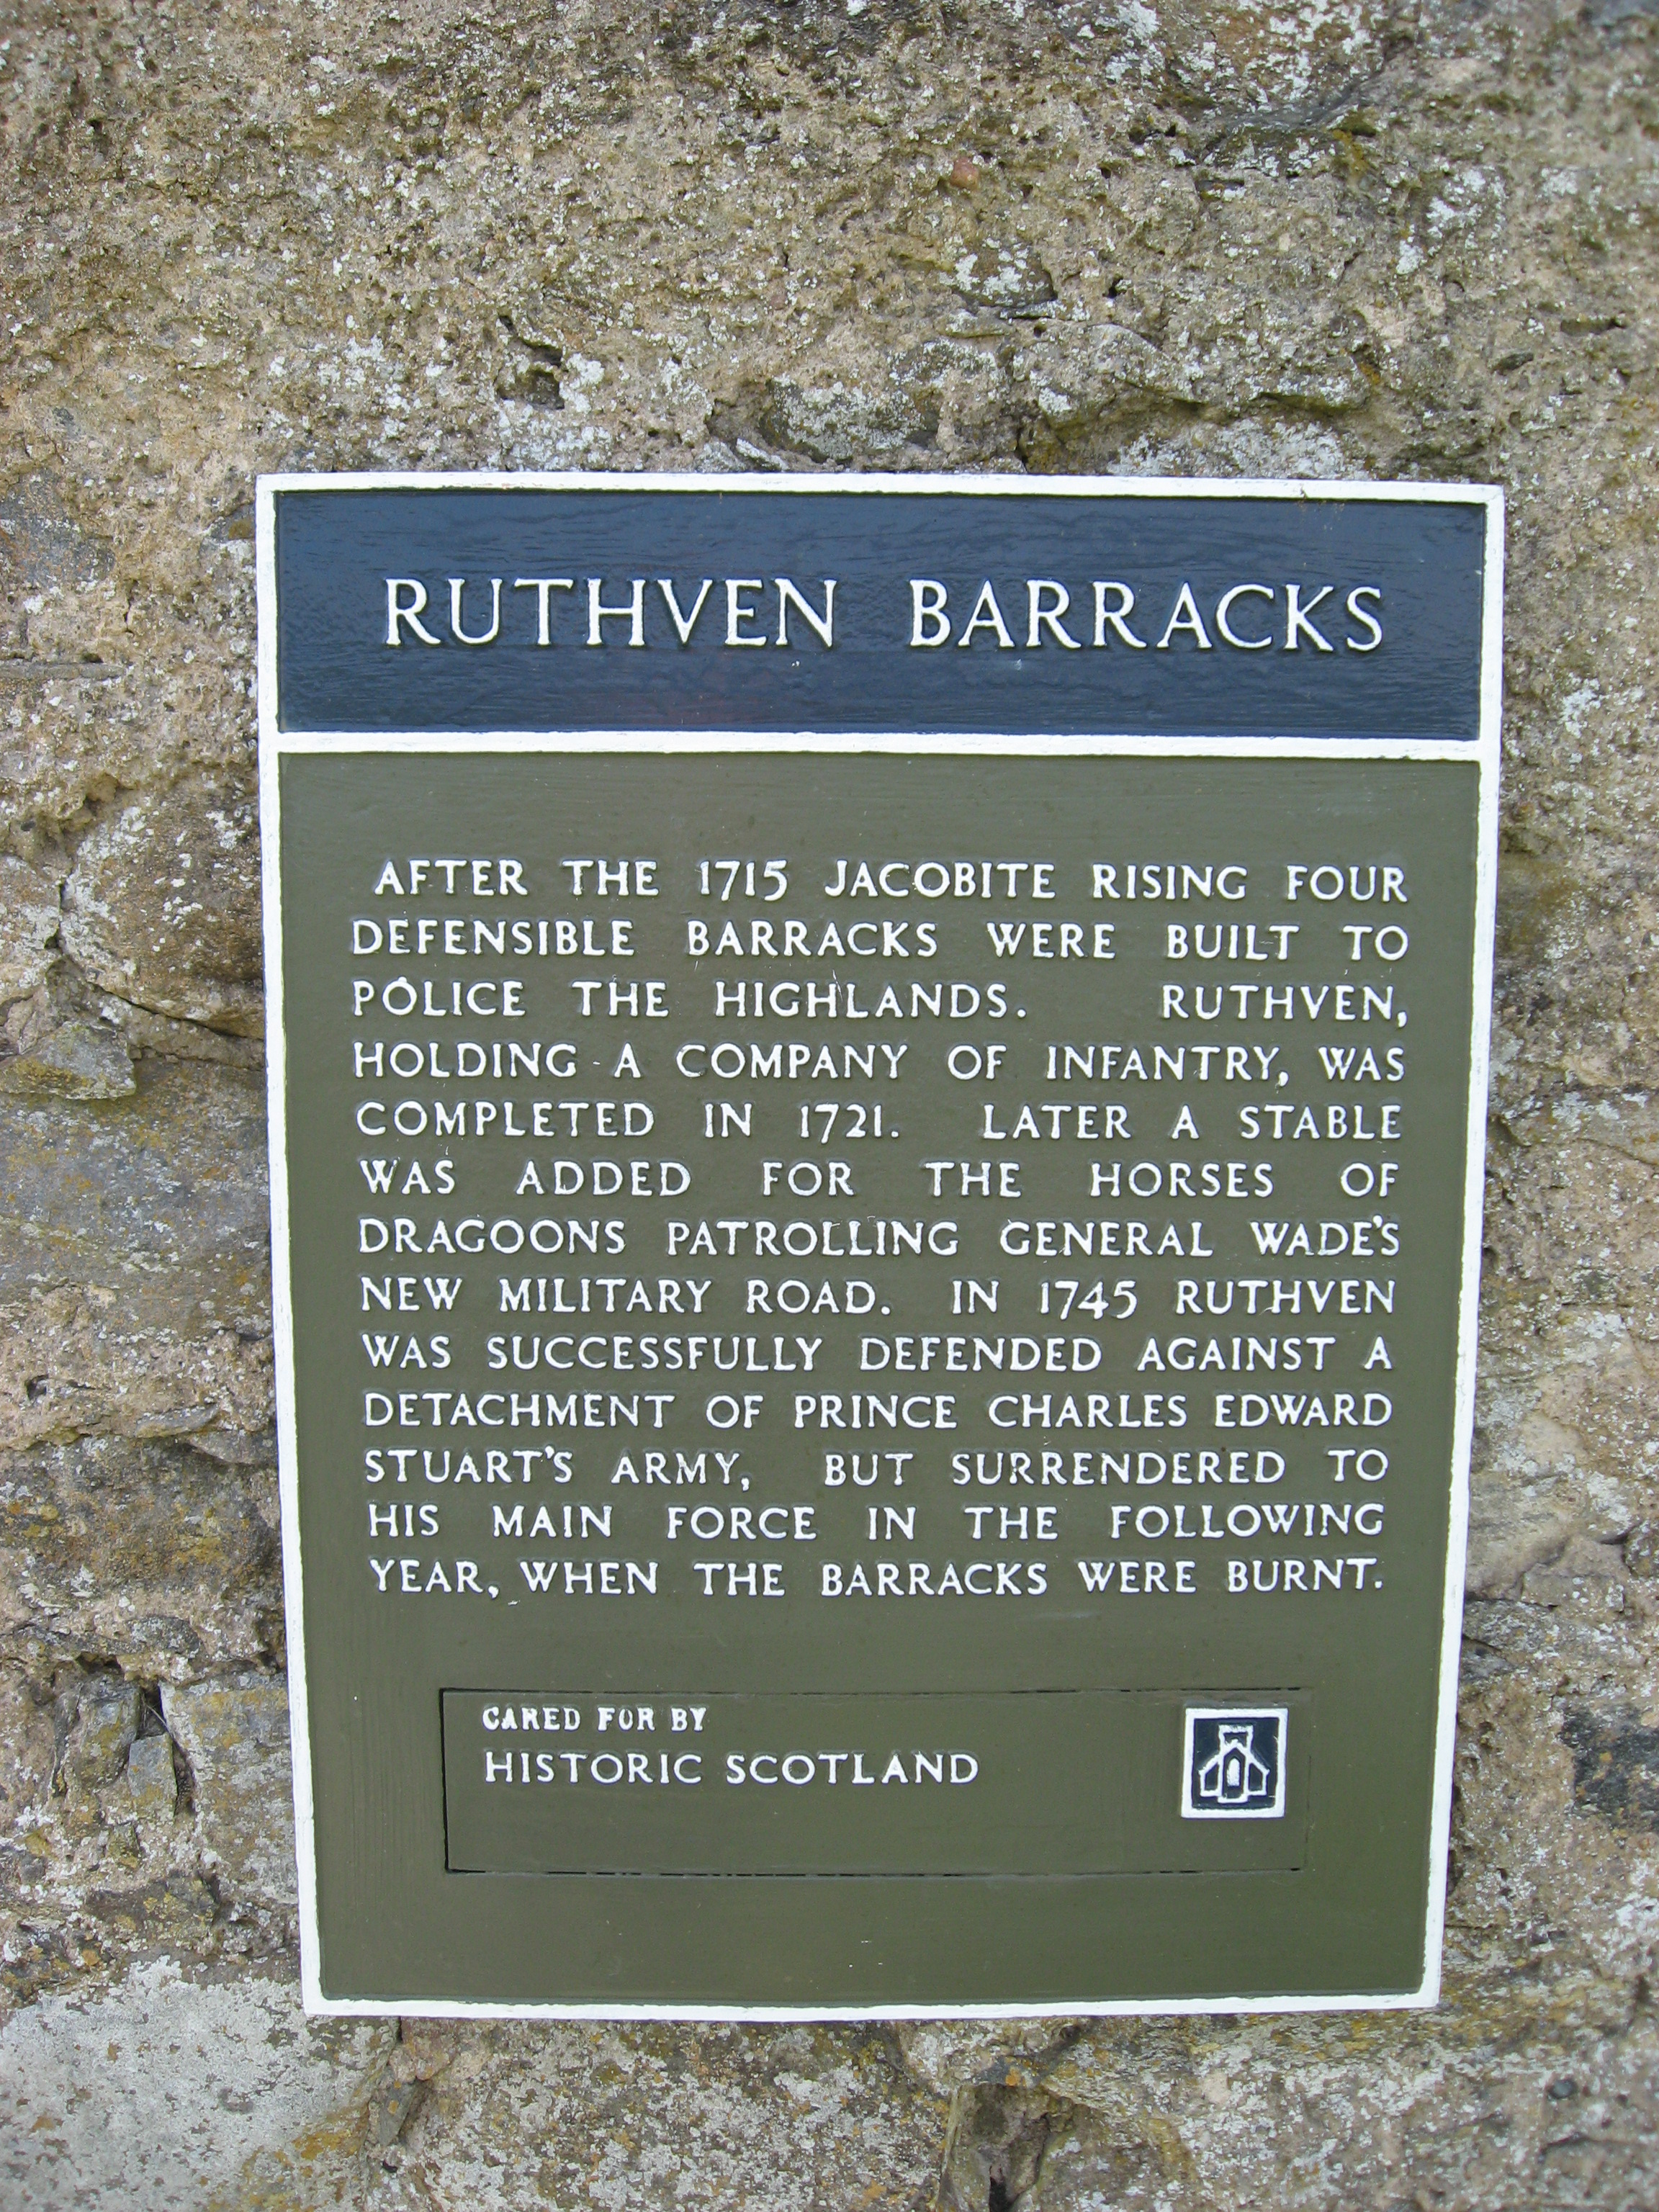 RUTHVEN BARRACKS
AFTER THE 1715 JACOBITE RISING FOUR
DEFENSIBLE BARRACKS WERE BUILT TO
POLICE THE HIGHLANDS. RUTHVEN,
HOLDING A COMPANY OF INFANTRY, WAS
COMPLETED IN 1721. LATER A STABLE
WAS ADDED FOR THE HORSES OF
DRAGOONS PATROLLING GENERAL WADE'S
NEW MILITARY ROAD. IN 1745 RUTHVEN
WAS SUCCESSFULLY DEFENDED AGAINST A
DETACHMENT OF PRINCE CHARLES EDWARD
STUART'S ARMY, BUT SURRENDERED TO
HIS MAIN FORCE IN THE FOLLOWING
YEAR, WHEN THE BARRACKS WERE BURNT.
CARED FOR BY
HISTORIC SCOTLAND